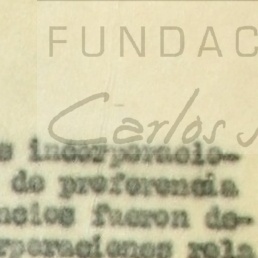 FUNDAC
Carlos
s incorporacio-
de preferencia
ncios fueron de-
rporaciones rela